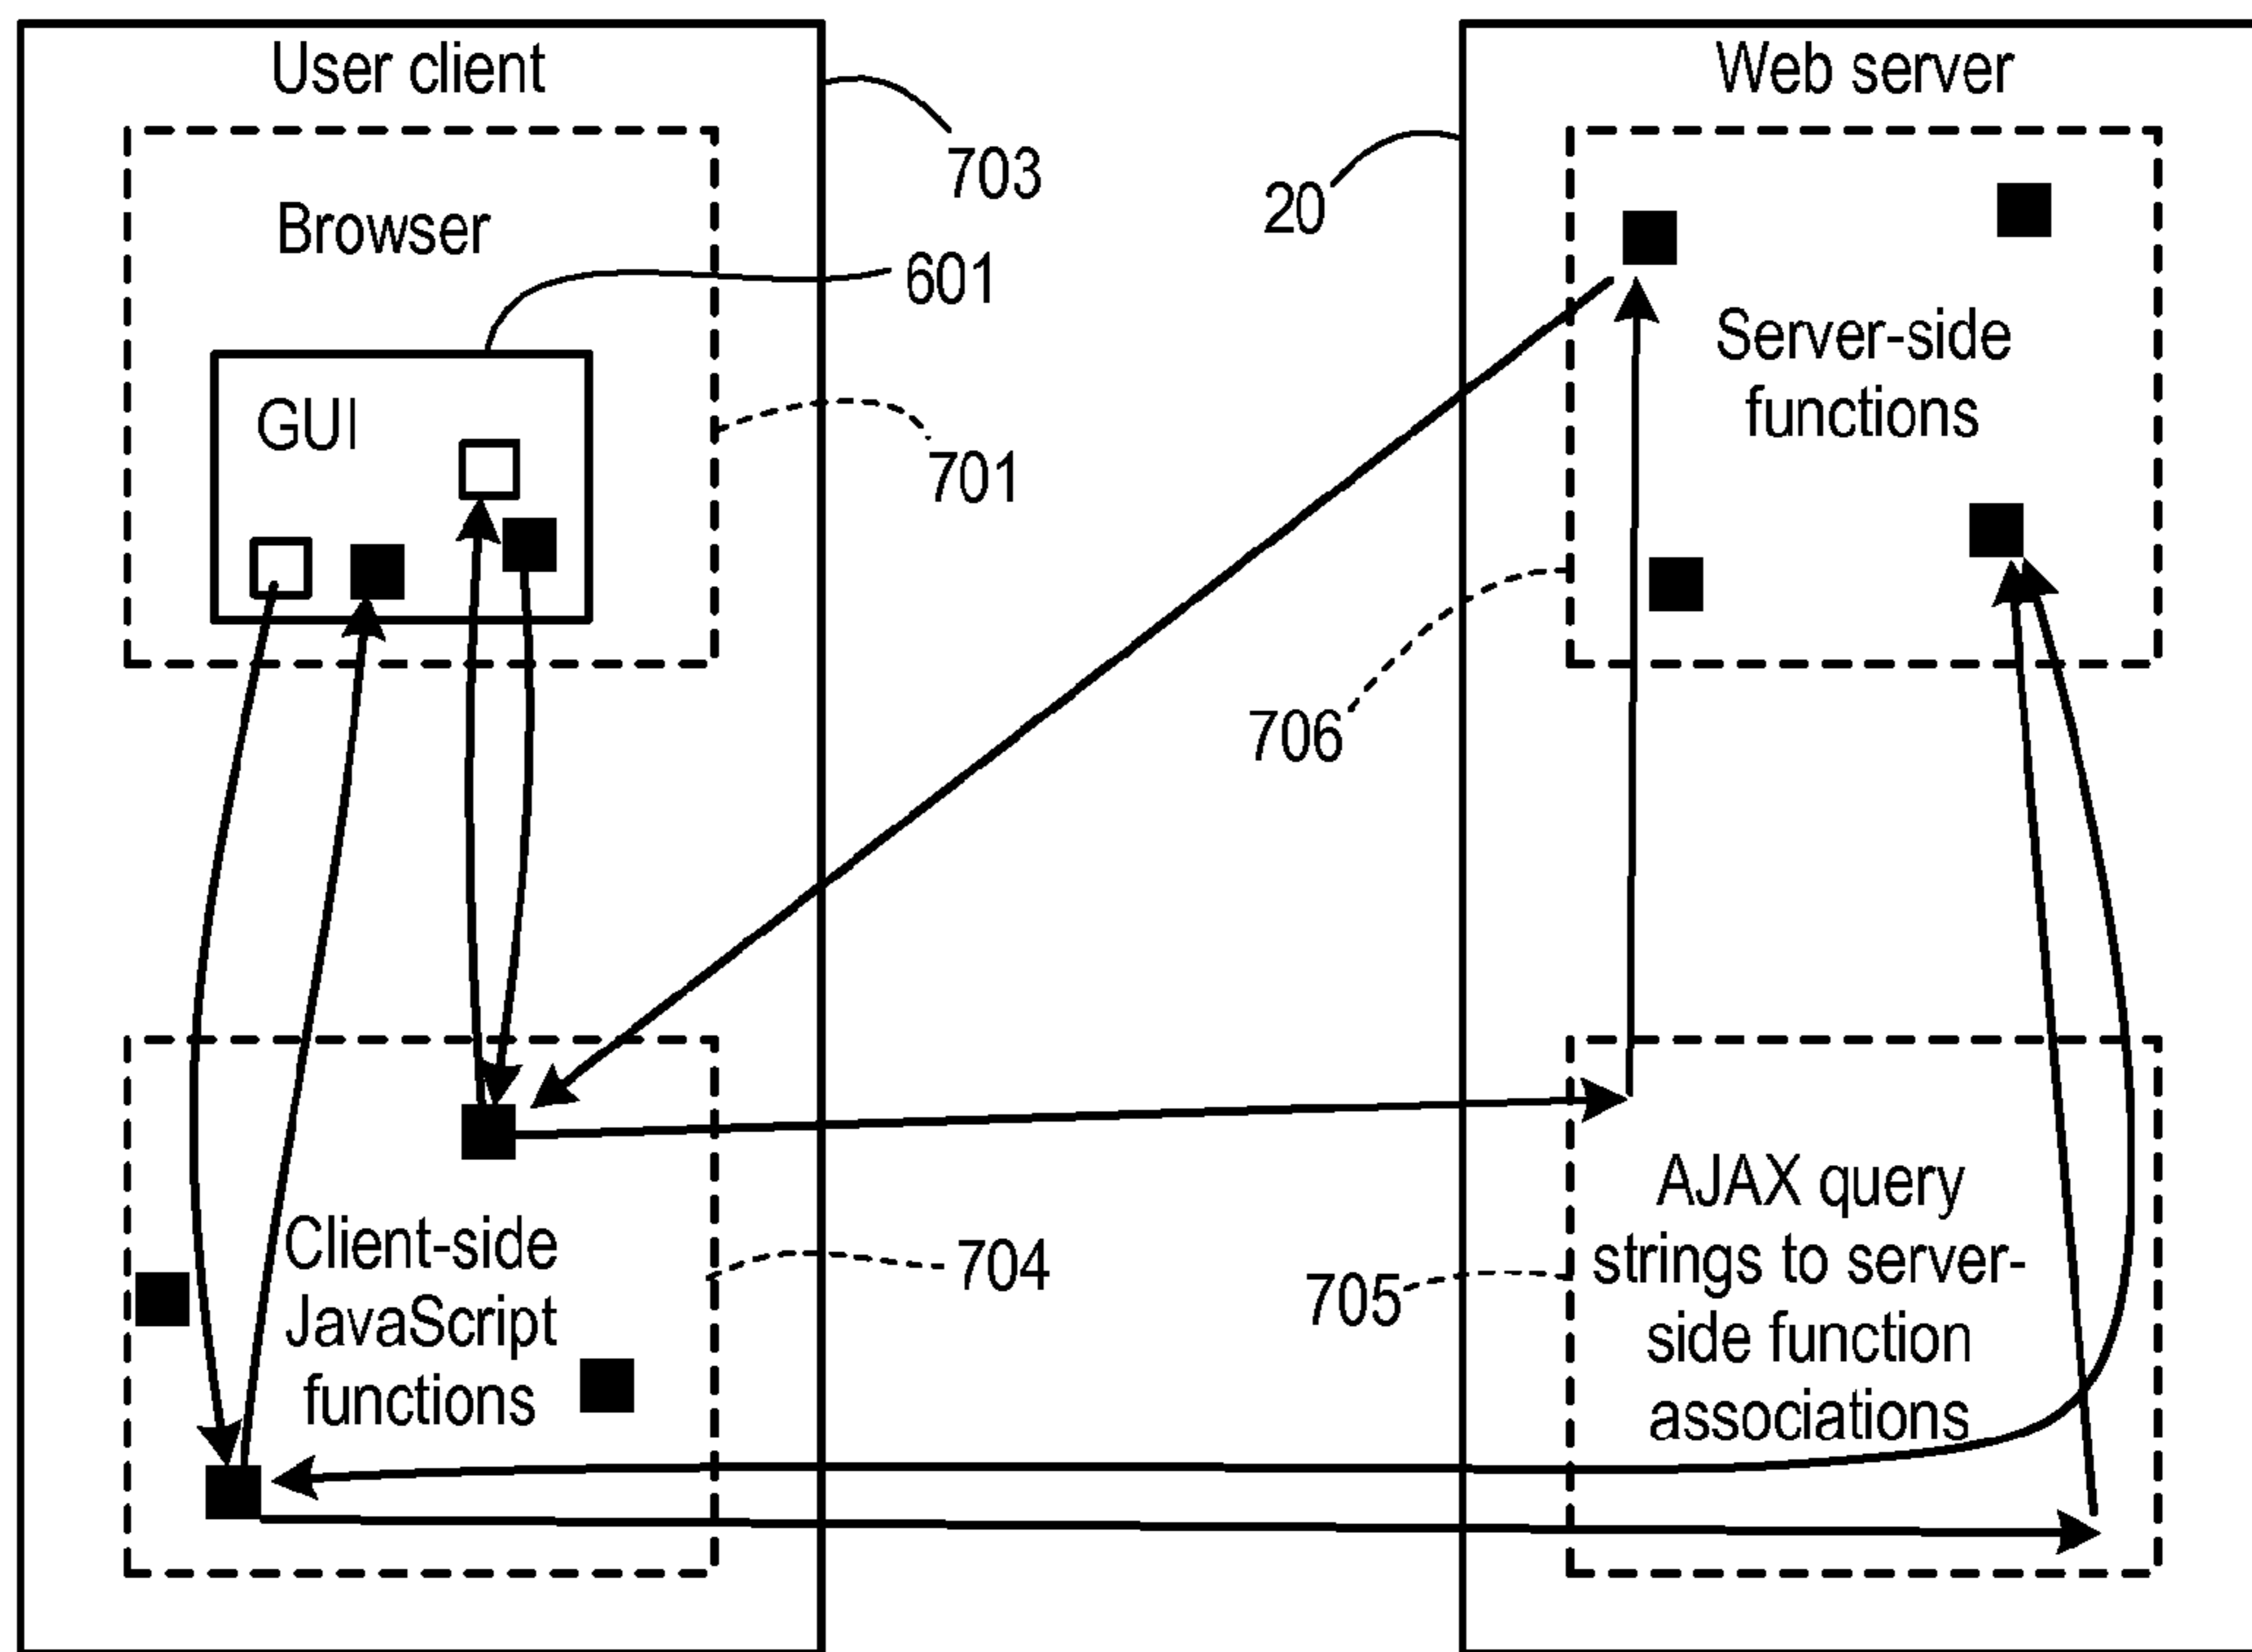 User client
703
Browser
601
GUI
701
Client-side
JavaScript
functions
704
Web server
20
Server-side
functions
706
AJAX query
strings to server-
side function
associations
705